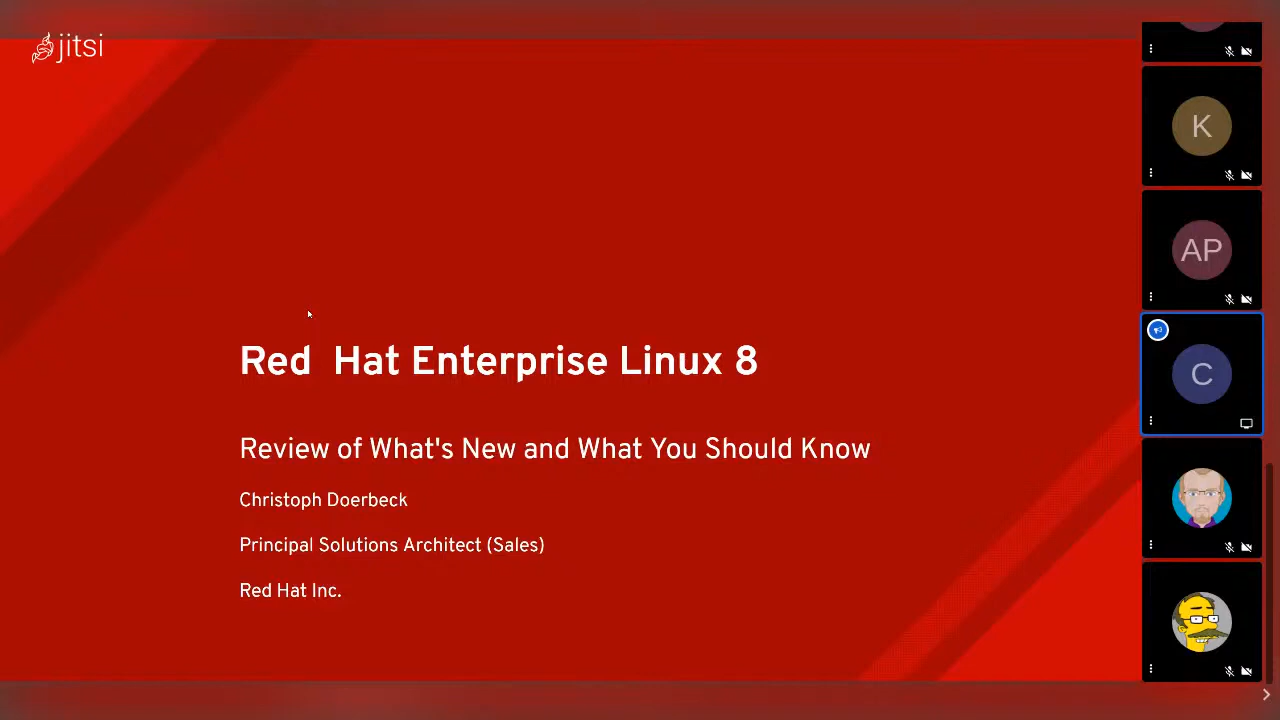 jitsi
Red Hat Enterprise Linux 8
Review of What's New and What You Should Know
Christoph Doerbeck
Principal Solutions Architect (Sales)
Red Hat Inc.
K
AP
C